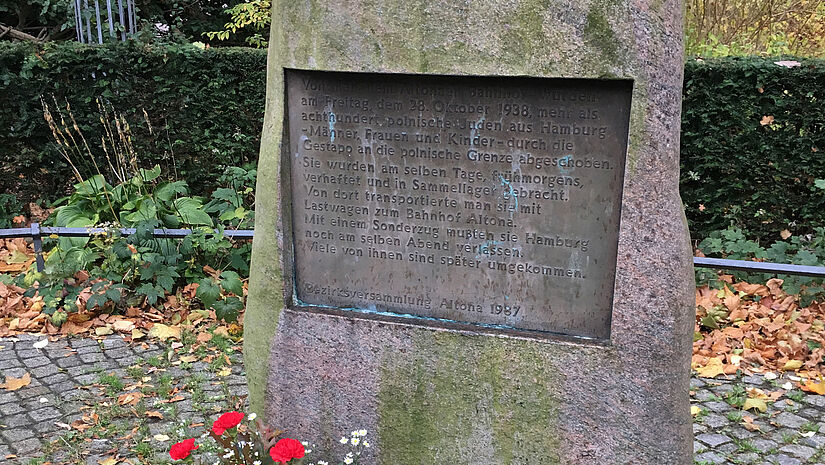 Von hier, dem Altonaer Bahnhof, wurden
am Freitag, dem 28. Oktober 1938, mehr als
achthundert polnische Juden aus Hamburg
-Männer, Frauen und Kinder- durch die
Gestapo an die polnische Grenze abgeschoben.
Sie wurden am selben Tage, frühmorgens,
verhaftet und in Sammellager gebracht.
Von dort transportierte man sie mit
Lastwagen zum Bahnhof Altona.
Mit einem Sonderzug mußten sie Hamburg
noch am selben Abend verlassen.
Viele von ihnen sind später umgekommen.
Bezirksversammlung Altona 1987